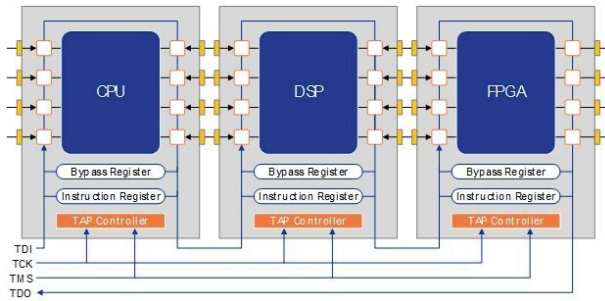 CPU
DSP
FPGA
Bypass Register
Bypass Register
Bypass Register
Instruction Register
Instruction Register
Instruction Register
TAP Controller
TAP Controller
TAP Controller
TDI
TCK
TMS
TDO